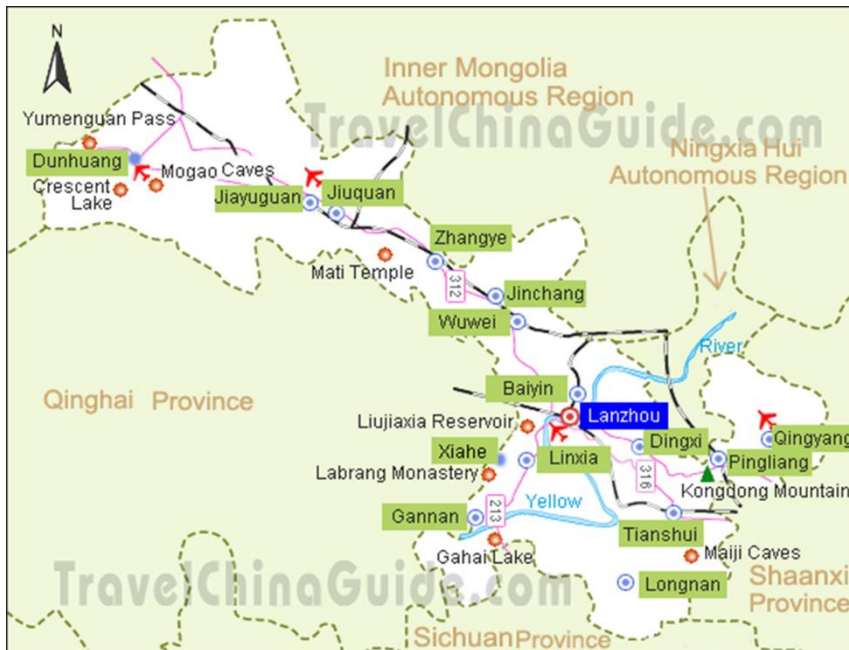 N
Inner Mongolia
Autonomous Region
TravelChinaGuide.com
Yumenguan Pass
Ningxia Hui
Autonomous Region
Dunhuang
Mogao Caves
Crescent
Lake
Jiayuguan
Jiuquan
Zhangye
Mati Temple
312
Jinchang
Wuwei
River
Qinghai Province
Baiyin
Liujiaxia Reservoir
Lanzhou
Xiahe
Linxia
Dingxi
Qingyang
Pingliang
Labrang Monastery
316
Kongdong Mountain
Gannan
213
Yellow
Tianshui
Gahai Lake
Maiji Caves
TravelChinaGuide.com
Longnan
Shaanxi
Province
Sichuan Province